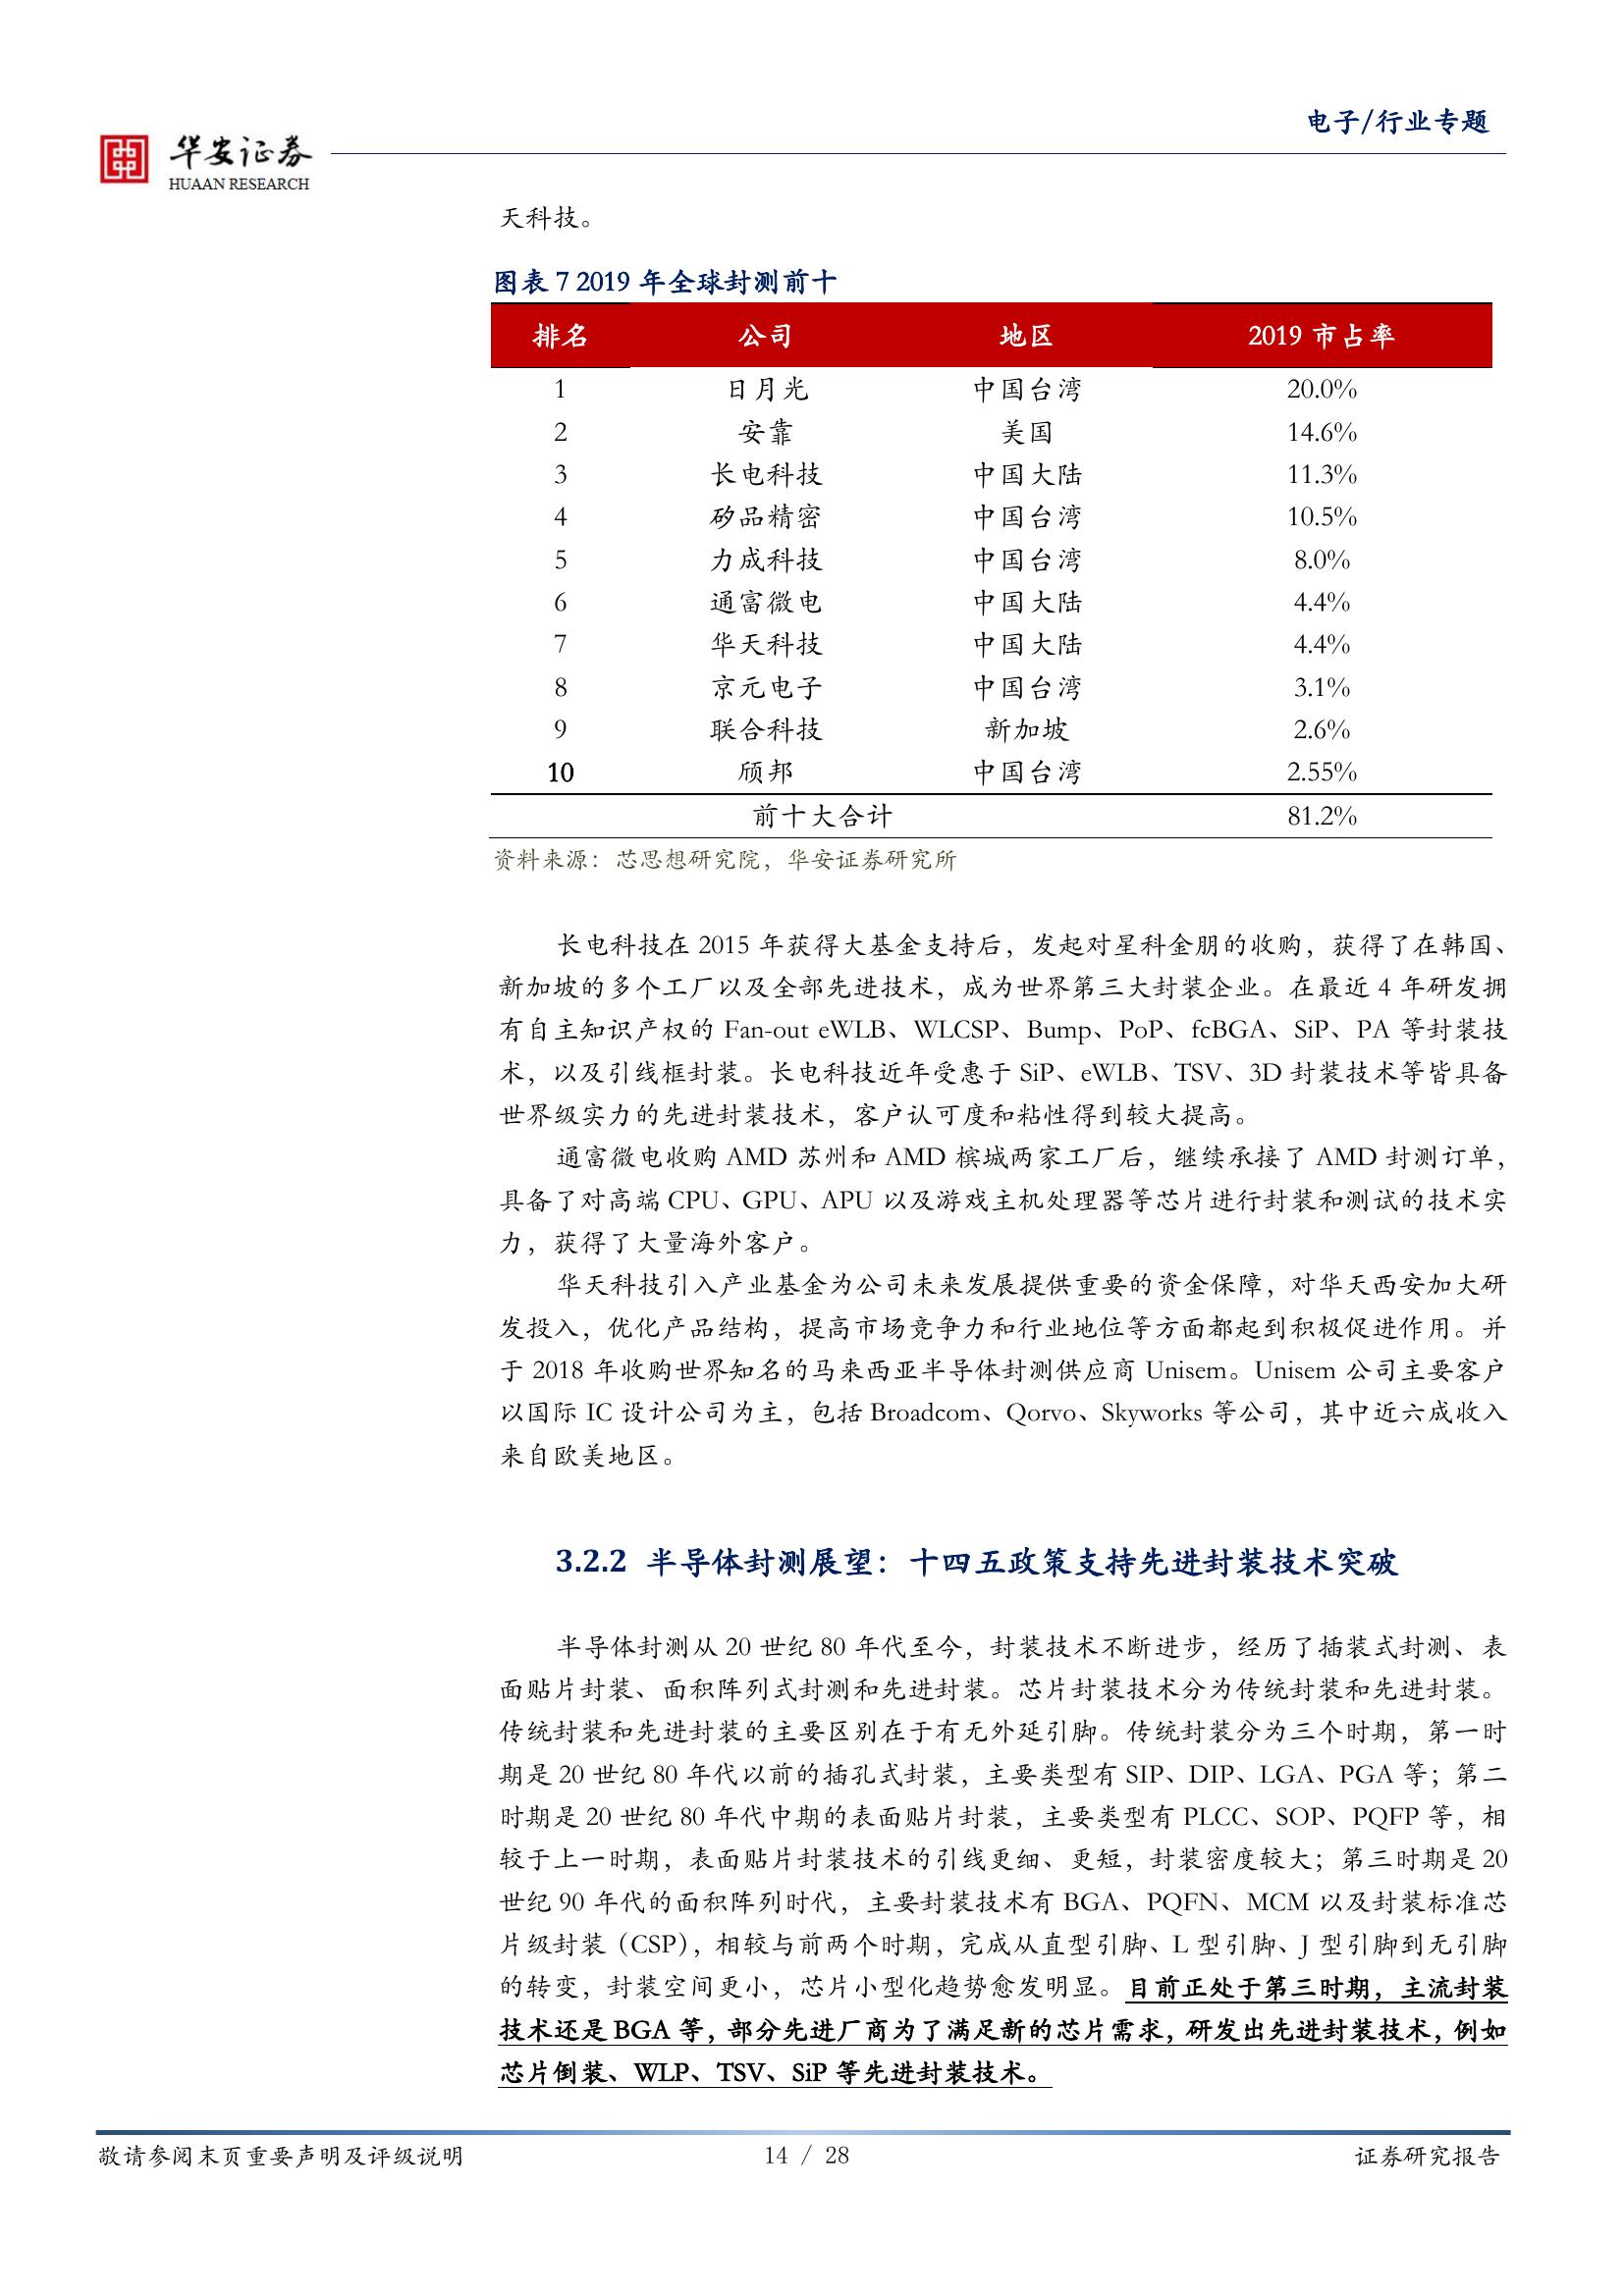 电子/行业专题
华安证券
HUAAN RESEARCH
天科技。
图表 7 2019 年全球封测前十
排名 公司 地区 2019 市占率
1 日月光 中国台湾 20.0%
2 安靠 美国 14.6%
3 长电科技 中国大陆 11.3%
4 矽品精密 中国台湾 10.5%
5 力成科技 中国台湾 8.0%
6 通富微电 中国大陆 4.4%
7 华天科技 中国大陆 4.4%
8 京元电子 中国台湾 3.1%
9 联合科技 新加坡 2.6%
10 颀邦 中国台湾 2.55%
前十大合计 81.2%
资料来源：芯思想研究院，华安证券研究所
长电科技在 2015 年获得大基金支持后，发起对星科金朋的收购，获得了在韩国、
新加坡的多个工厂以及全部先进技术，成为世界第三大封装企业。在最近 4 年研发拥
有自主知识产权的 Fan-out eWLB、WLCSP、Bump、PoP、fcBGA、SiP、PA 等封装技
术，以及引线框封装。长电科技近年受惠于 SiP、eWLB、TSV、3D 封装技术等皆具备
世界级实力的先进封装技术，客户认可度和粘性得到较大提高。
通富微电收购 AMD 苏州和 AMD 槟城两家工厂后，继续承接了 AMD 封测订单，
具备了对高端 CPU、GPU、APU 以及游戏主机处理器等芯片进行封装和测试的技术实
力，获得了大量海外客户。
华天科技引入产业基金为公司未来发展提供重要的资金保障，对华天西安加大研
发投入，优化产品结构，提高市场竞争力和行业地位等方面都起到积极促进作用。并
于 2018 年收购世界知名的马来西亚半导体封测供应商 Unisem。Unisem 公司主要客户
以国际 IC 设计公司为主，包括 Broadcom、Qorvo、Skyworks 等公司，其中近六成收入
来自欧美地区。
3.2.2 半导体封测展望：十四五政策支持先进封装技术突破
半导体封测从 20 世纪 80 年代至今，封装技术不断进步，经历了插装式封测、表
面贴片封装、面积阵列式封测和先进封装。芯片封装技术分为传统封装和先进封装。
传统封装和先进封装的主要区别在于有无外延引脚。传统封装分为三个时期，第一时
期是 20 世纪 80 年代以前的插孔式封装，主要类型有 SIP、DIP、LGA、PGA 等；第二
时期是 20 世纪 80 年代中期的表面贴片封装，主要类型有 PLCC、SOP、PQFP 等，相
较于上一时期，表面贴片封装技术的引线更细、更短，封装密度较大；第三时期是 20
世纪 90 年代的面积阵列时代，主要封装技术有 BGA、PQFN、MCM 以及封装标准芯
片级封装（CSP），相较与前两个时期，完成从直型引脚、L 型引脚、J 型引脚到无引脚
的转变，封装空间更小，芯片小型化趋势愈发明显。目前正处于第三时期，主流封装
技术还是 BGA 等，部分先进厂商为了满足新的芯片需求，研发出先进封装技术，例如
芯片倒装、WLP、TSV、SiP 等先进封装技术。
敬请参阅末页重要声明及评级说明 14 / 28 证券研究报告